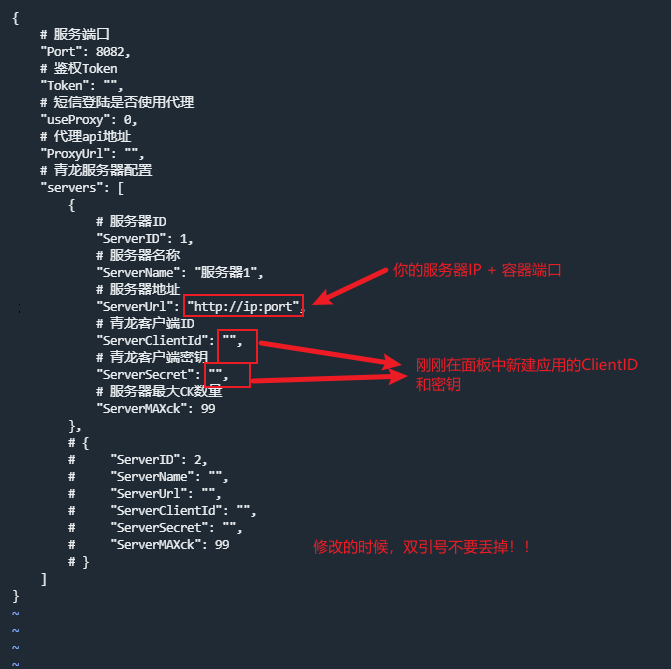 {
# 服务端口
"Port": 8082,
# 鉴权Token
"Token": "",
# 短信登陆是否使用代理
"useProxy": 0,
# 代理api地址
"ProxyUrl": "",
# 青龙服务器配置
"servers": [
{
# 服务器ID
"ServerID": 1,
# 服务器名称
"ServerName": "服务器1",
你的服务器IP + 容器端口
# 服务器地址
"ServerUrl": "http://ip:port",
# 青龙客户端ID
"ServerClientId": "",
# 青龙客户端密钥
刚刚在面板中新建应用的ClientID
和密钥
"ServerSecret": "",
# 服务器最大CK数量
"ServerMAXck": 99
},
# {
#     "ServerID": 2,
#     "ServerName": "",
#     "ServerUrl": "",
#     "ServerClientId": "",
#     "ServerSecret": "",
#     "ServerMAXck": 99
修改的时候，双引号不要丢掉！！
# }
]
}
~
~
~
~